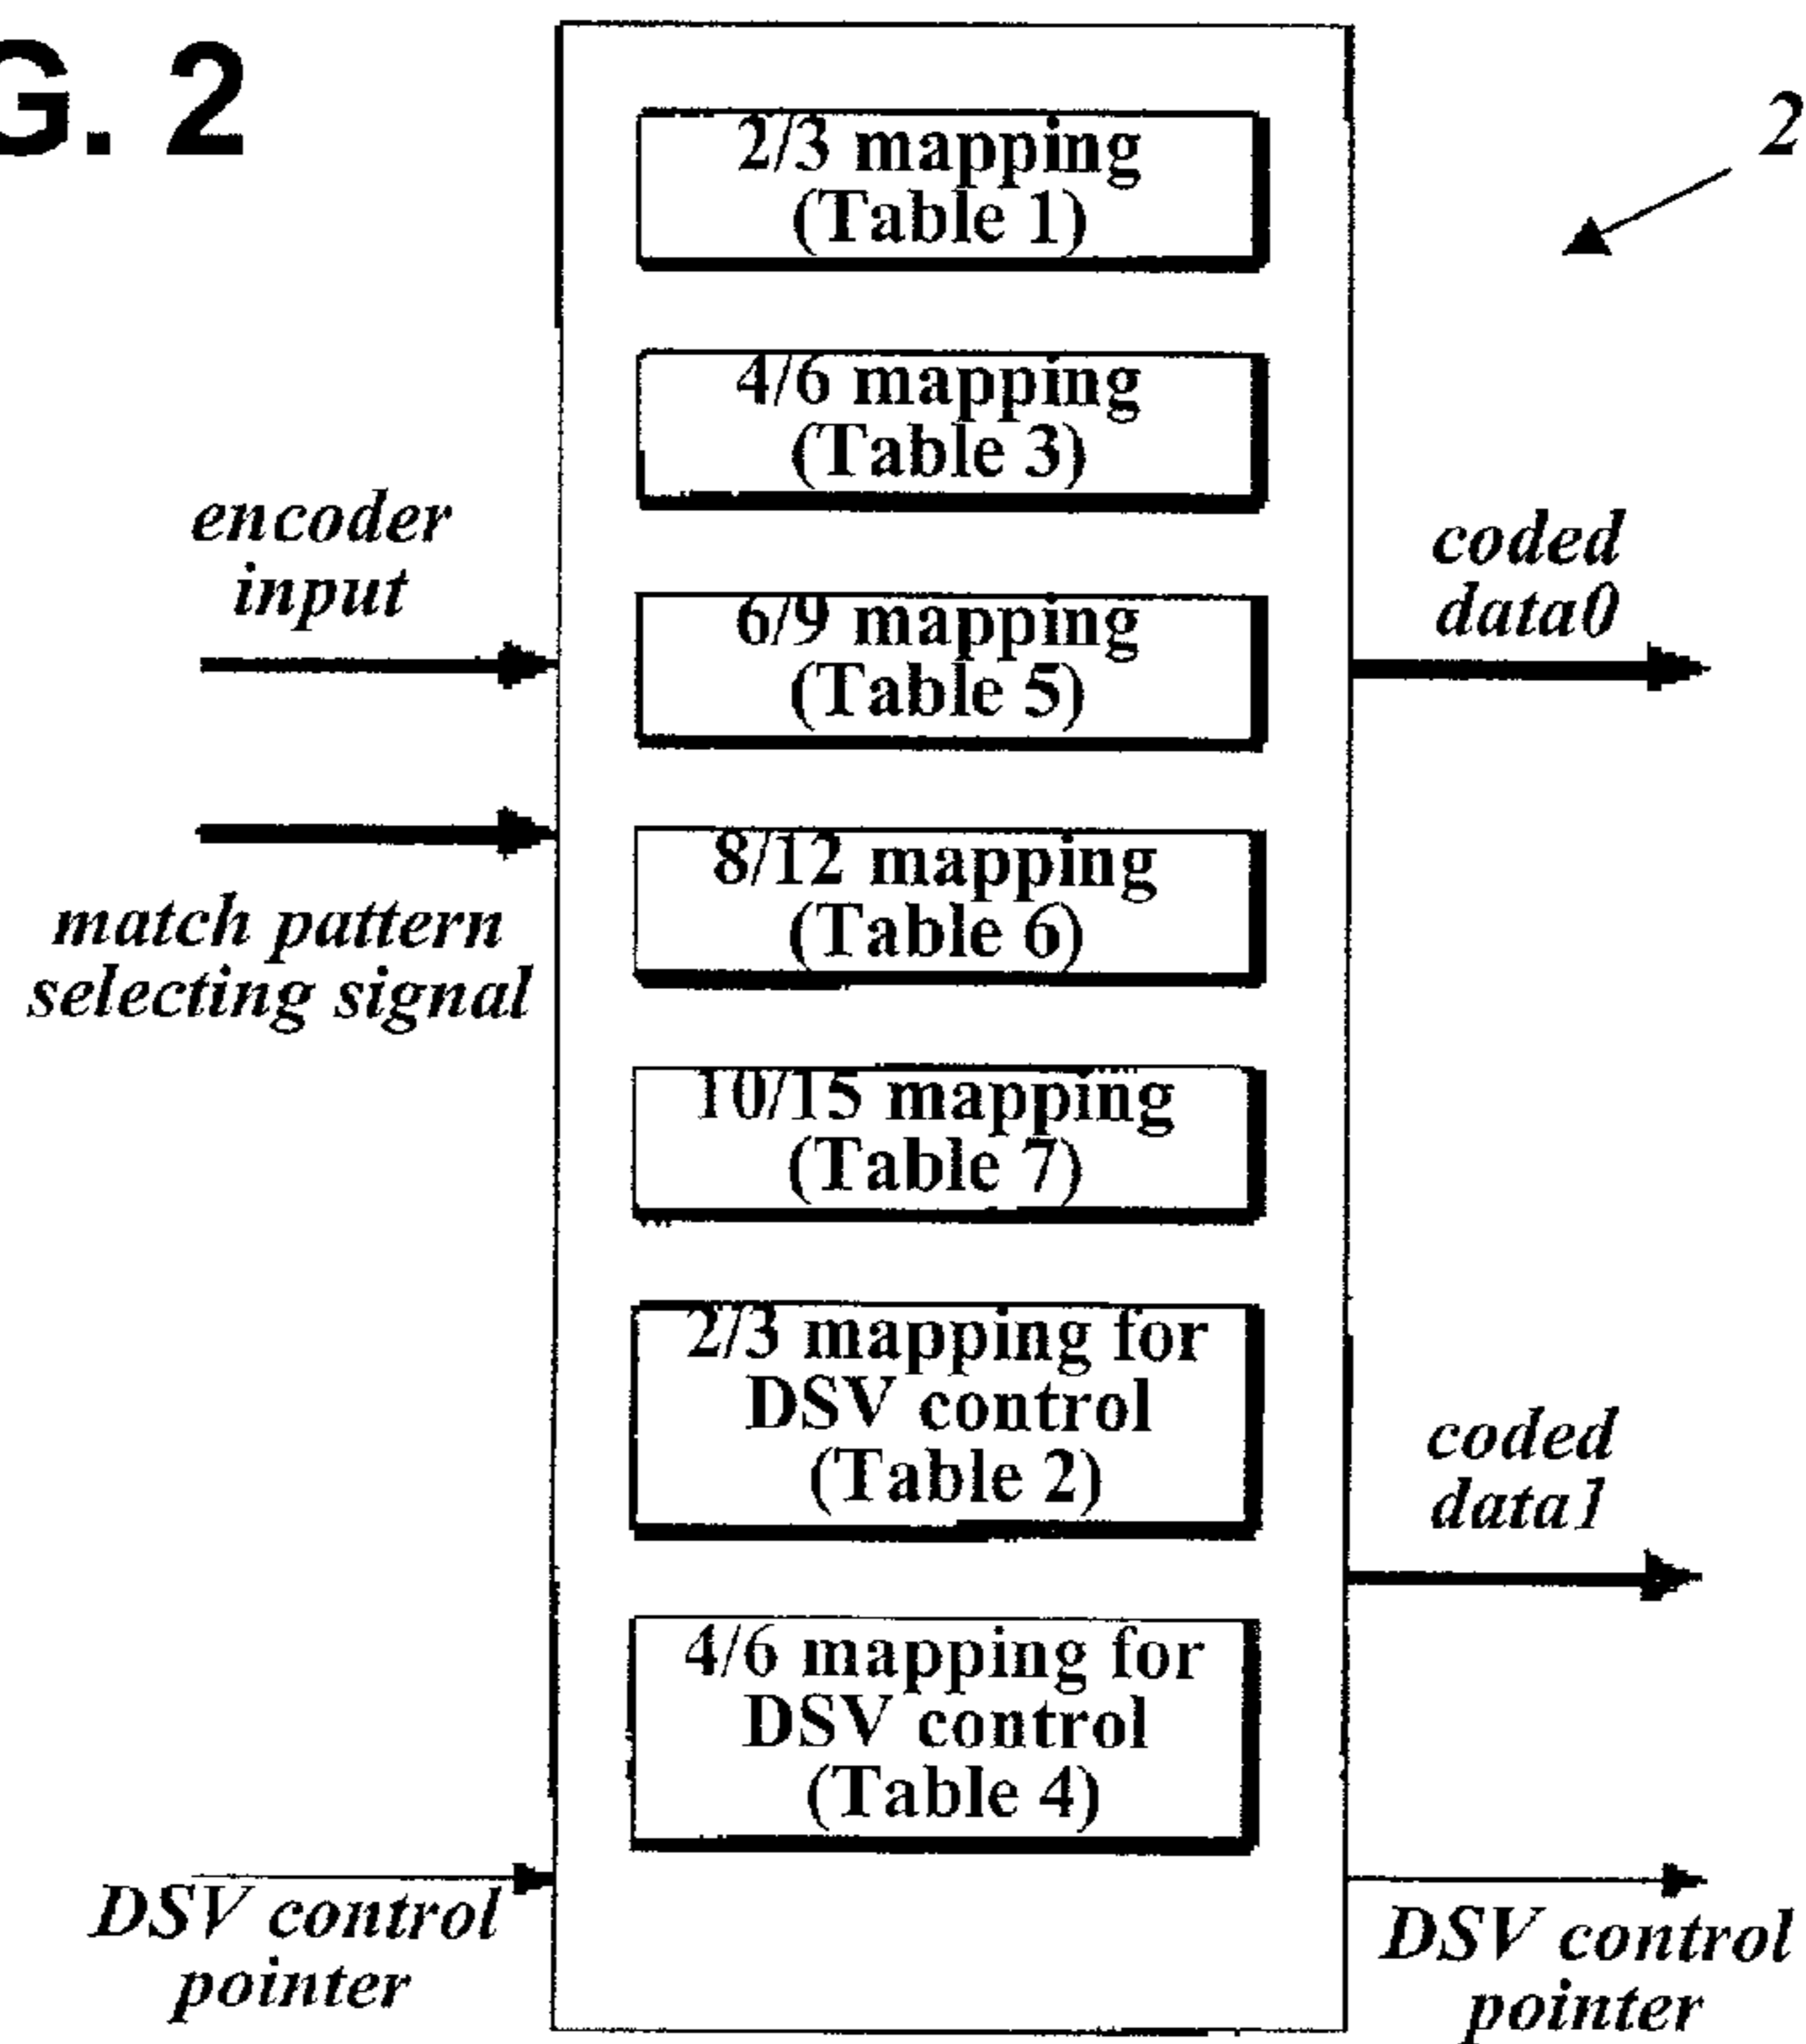 G. 2
2
2/3 mapping
(Table 1)
4/6 mapping
(Table 3)
encoder
input
6/9 mapping
(Table 5)
coded
data0
match pattern
selecting signal
8/12 mapping
(Table 6)
10/15 mapping
(Table 7)
2/3 mapping for
DSV control
(Table 2)
coded
data1
4/6 mapping for
DSV control
(Table 4)
DSV control
pointer
DSV control
pointer